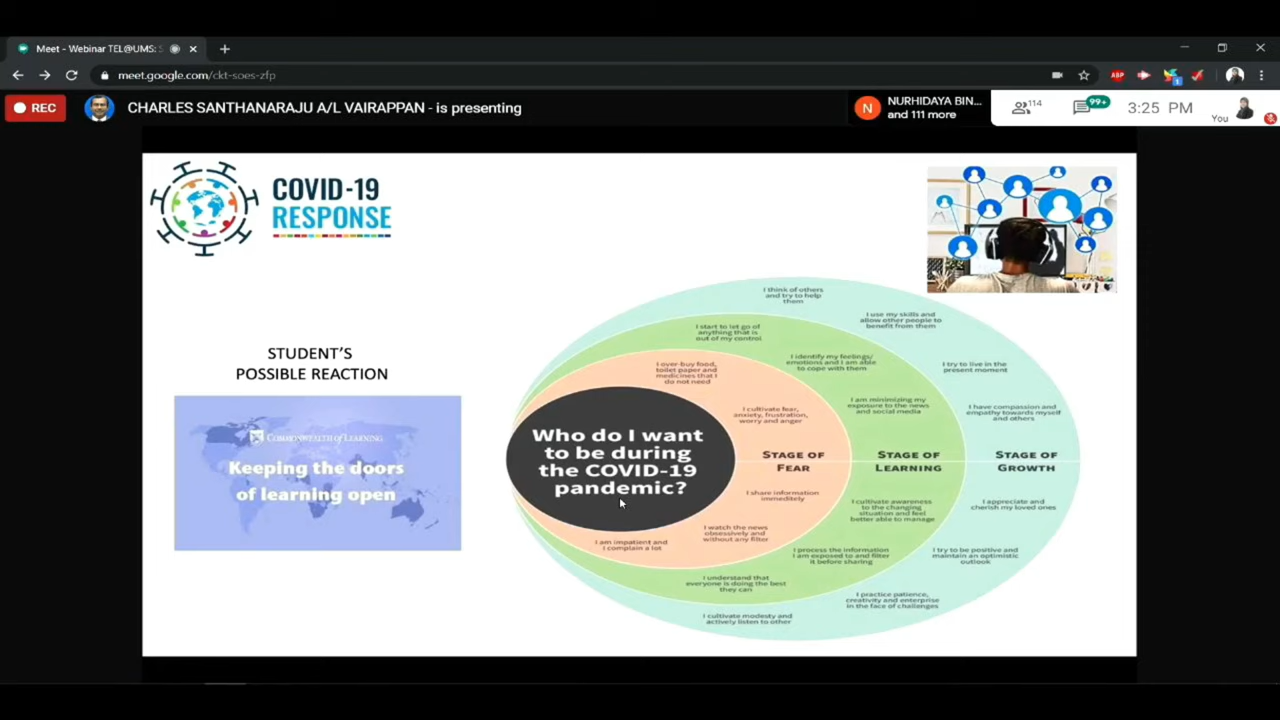 Meet - Webinar TEL@UMS: S
meet.google.com/ckt-soes-zfp
ABP
1
REC
CHARLES SANTHANARAJU A/L VAIRAPPAN - is presenting
N
NURHIDAYA BIN...
and 111 more
114
99+
3:25 PM
You
COVID-19
RESPONSE
STUDENT'S
POSSIBLE REACTION
COMMONWEALTH OF LEARNING
Keeping the doors
of learning open
Who do I want
to be during
the COVID-19
pandemic?
STAGE OF
FEAR
I over-buy food,
toilet paper and
medicines that I
do not need
I cultivate fear,
anxiety, frustration,
worry and anger
I share information
immeditely
I watch the news
obsessively and
without any filter
I am impatient and
I complain a lot
STAGE OF
LEARNING
I start to let go of
anything that is
out of my control
I identify my feelings/
emotions and I am able
to cope with them
I am minimizing my
exposure to the news
and social media
I cultivate awareness
to the changing
situation and feel
better able to manage
I process the information
I am exposed to and filter
it before sharing
I understand that
everyone is doing the best
they can
STAGE OF
GROWTH
I think of others
and try to help
them
I use my skills and
allow other people to
benefit from them
I try to live in the
present moment
I have compassion and
empathy towards myself
and others
I appreciate and
cherish my loved ones
I try to be positive and
maintain an optimistic
outlook
I practice patience,
creativity and enterprise
in the face of challenges
I cultivate modesty and
actively listen to other